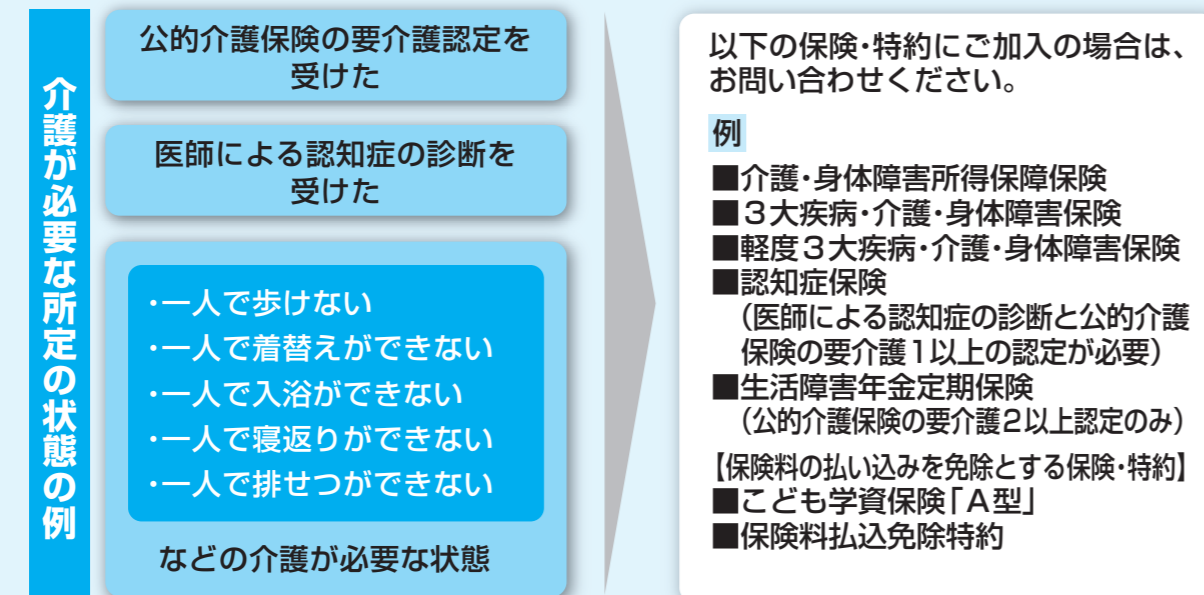 介護が必要な所定の状態の例
公的介護保険の要介護認定を
受けた
医師による認知症の診断を
受けた
・一人で歩けない
・一人で着替えができない
・一人で入浴ができない
・一人で寝返りができない
・一人で排せつができない
などの介護が必要な状態
以下の保険・特約にご加入の場合は、
お問い合わせください。
例
■介護・身体障害所得保障保険
■３大疾病・介護・身体障害保険
■軽度３大疾病・介護・身体障害保険
■認知症保険
（医師による認知症の診断と公的介護
保険の要介護1以上の認定が必要）
■生活障害年金定期保険
（公的介護保険の要介護2以上認定のみ）
【保険料の払い込みを免除とする保険・特約】
■こども学資保険「Ａ型」
■保険料払込免除特約